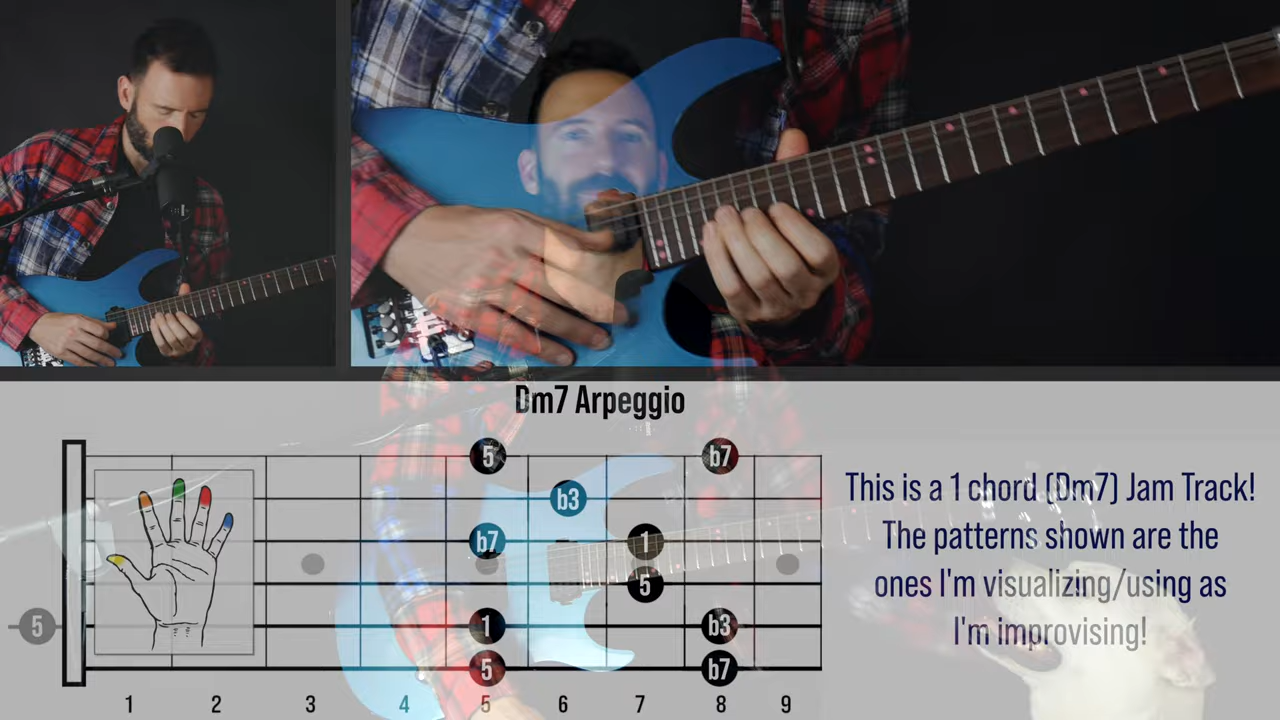 Dm7 Arpeggio
5 b7
b3
b7 1
5
5 1 b3
5 b7
1 2 3 4 5 6 7 8 9
This is a 1 chord (Dm7) Jam Track!
The patterns shown are the
ones I'm visualizing/using as
I'm improvising!